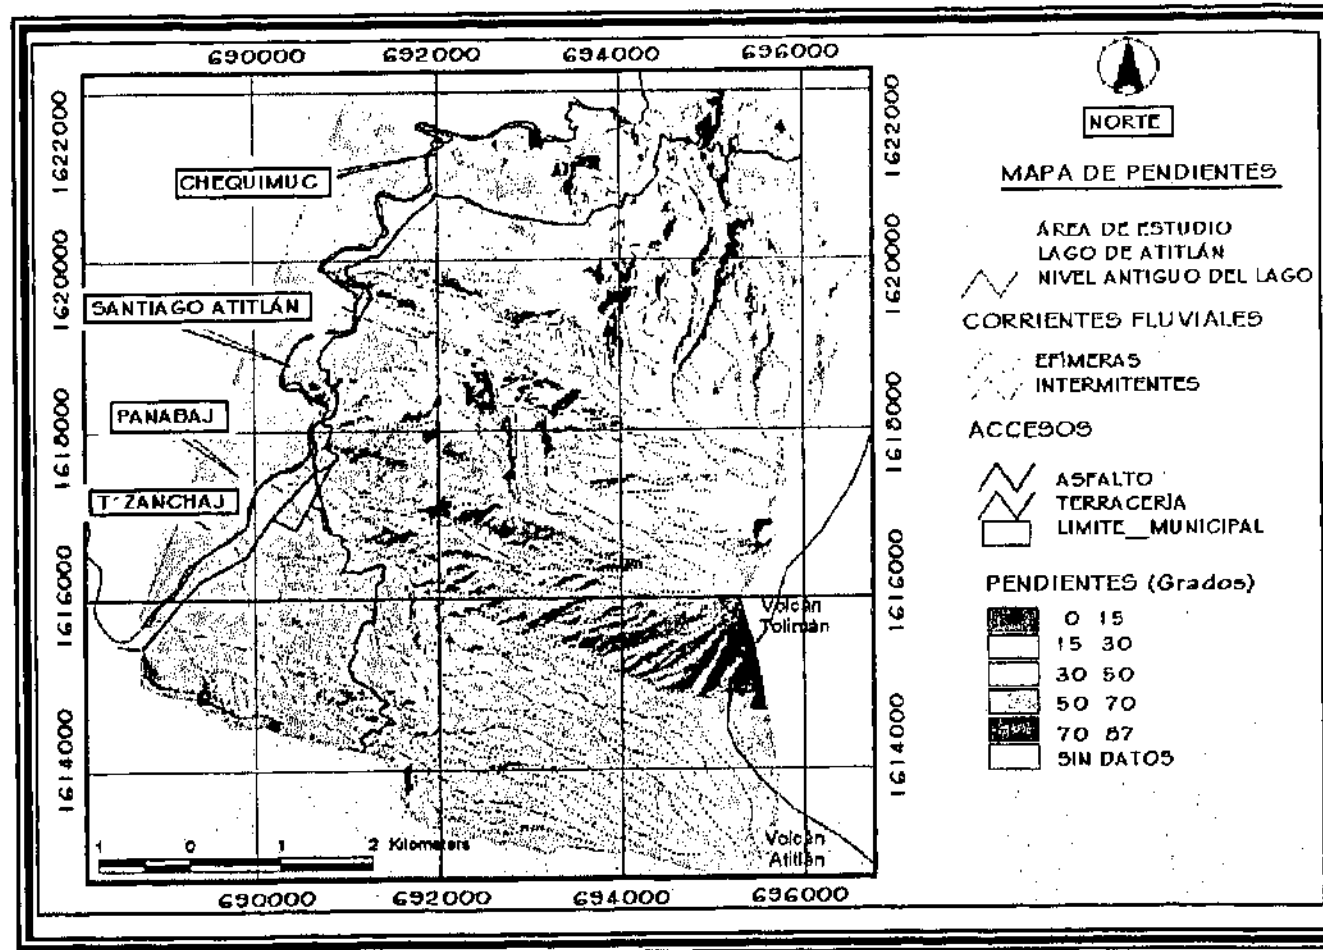 690000 692000 694000 696000
1622000
1622000
NORTE
MAPA DE PENDIENTES
CHEQUIMUC
ÁREA DE ESTUDIO
LAGO DE ATITLÁN
NIVEL ANTIGUO DEL LAGO
1620000
1620000
SANTIAGO ATITLÁN
CORRIENTES FLUVIALES
EFÍMERAS
INTERMITENTES
PANABAJ
1618000
1618000
ACCESOS
T'ZANCHAJ
ASFALTO
TERRACERÍA
LIMITE_MUNICIPAL
1616000
1616000
PENDIENTES (Grados)
Volcán
Tolimán
0 15
15 30
30 50
50 70
70 87
SIN DATOS
1614000
1614000
1 0 1 2 Kilometers
Volcán
Atitlán
690000 692000 694000 696000